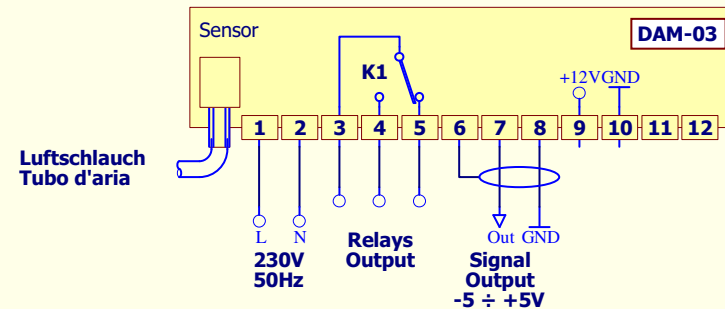 Sensor
DAM-03
K1
+12V GND
1 2 3 4 5 6 7 8 9 10 11 12
Luftschlauch
Tubo d'aria
L N
230V
50Hz
Relays
Output
Out GND
Signal
Output
-5 ÷ +5V